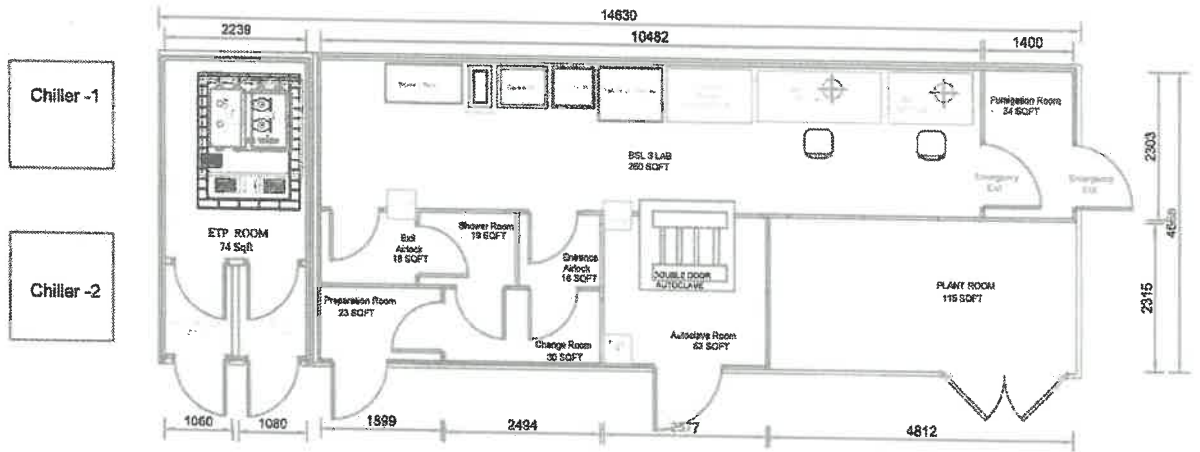 14630
2239
10482
1400
Chiller -1
Fumigation Room
34 SQFT
BSL 3 LAB
260 SQFT
2303
Emergency
Exit
Emergency
Exit
4668
ETP ROOM
74 Sqft
Exit
Airlock
18 SQFT
Shower Room
19 SQFT
Entrance
Airlock
16 SQFT
DOUBLE DOOR
AUTOCLAVE
Chiller -2
PLANT ROOM
115 SQFT
2315
Preparation Room
23 SQFT
Change Room
30 SQFT
Autoclave Room
63 SQFT
1060
1080
1899
2494
4812